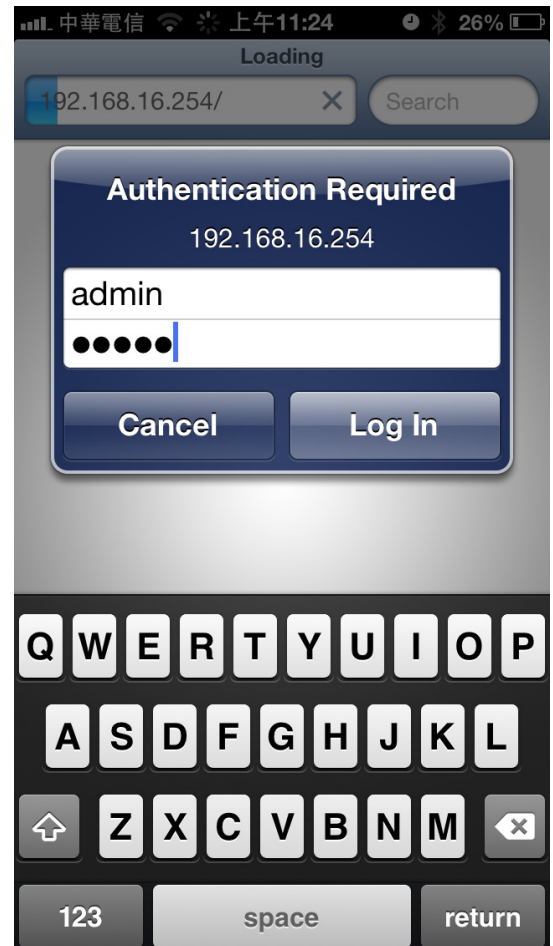 中華電信 上午11:24 26%
Loading
192.168.16.254/ Search
Authentication Required
192.168.16.254
admin
●●●●●
Cancel Log In
Q W E R T Y U I O P
A S D F G H J K L
Z X C V B N M
123 space return